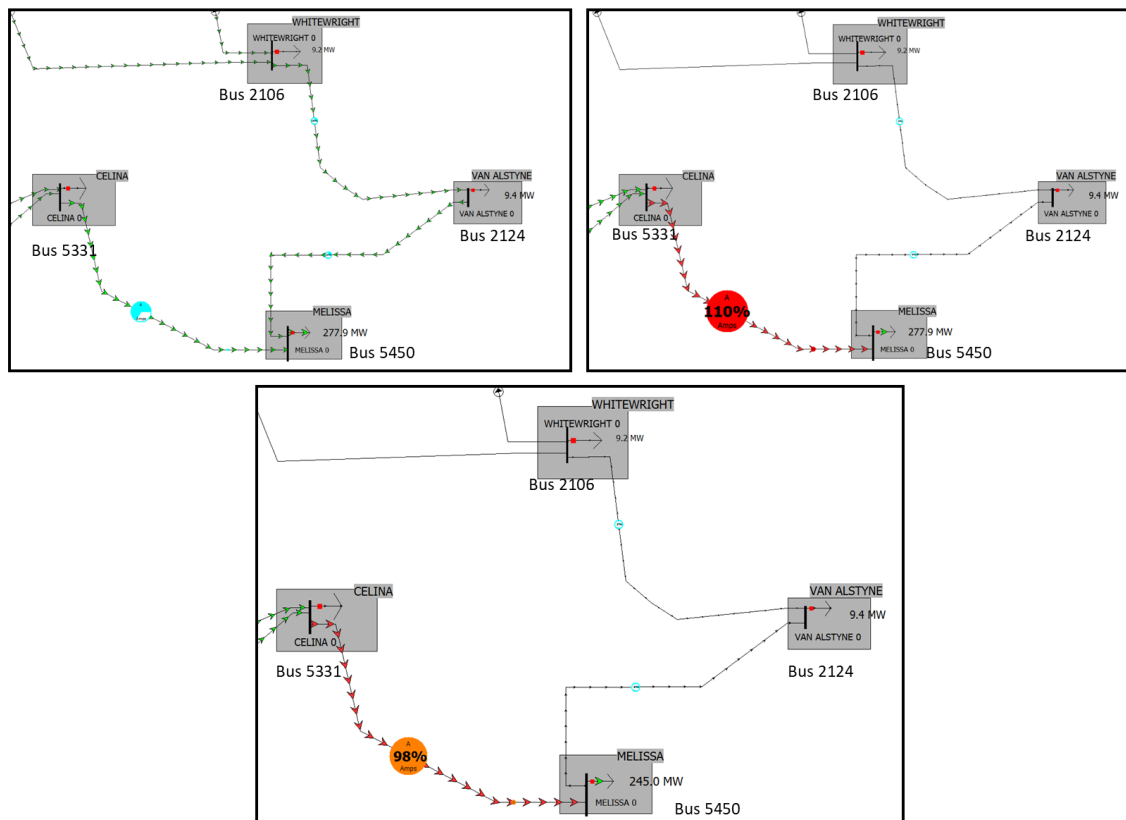 WHITEWRIGHT
WHITEWRIGHT 0
9.2 MW
Bus 2106
CELINA
CELINA 0
Bus 5331
VAN ALSTYNE
9.4 MW
VAN ALSTYNE 0
Bus 2124
MELISSA
277.9 MW
MELISSA 0
Bus 5450
WHITEWRIGHT
WHITEWRIGHT 0
9.2 MW
Bus 2106
CELINA
CELINA 0
Bus 5331
VAN ALSTYNE
9.4 MW
VAN ALSTYNE 0
Bus 2124
A
110%
Amps
MELISSA
277.9 MW
MELISSA 0
Bus 5450
WHITEWRIGHT
WHITEWRIGHT 0
9.2 MW
Bus 2106
CELINA
CELINA 0
Bus 5331
VAN ALSTYNE
9.4 MW
VAN ALSTYNE 0
Bus 2124
A
98%
Amps
MELISSA
245.0 MW
MELISSA 0
Bus 5450